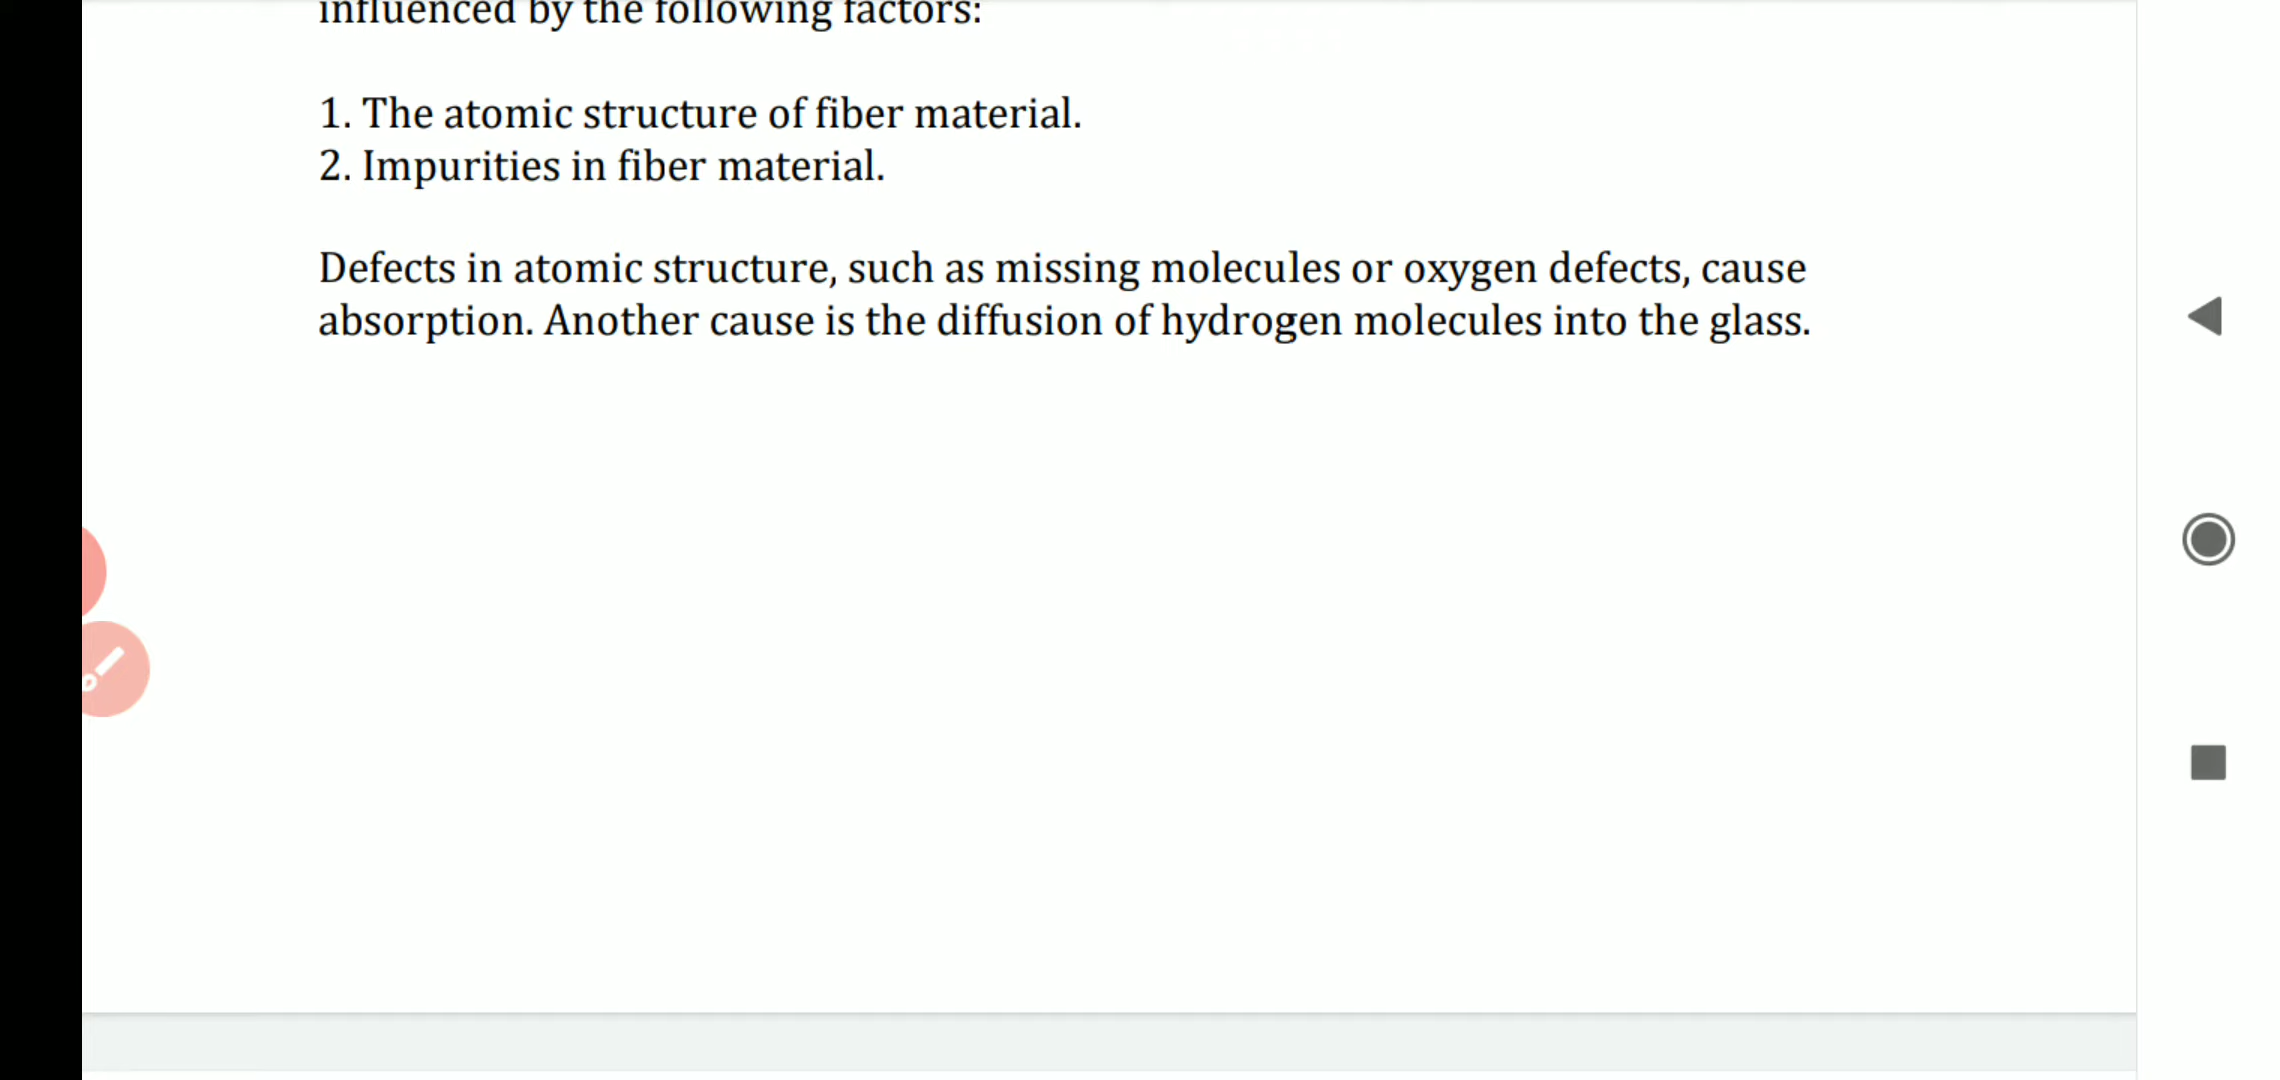 influenced by the following factors:
1. The atomic structure of fiber material.
2. Impurities in fiber material.
Defects in atomic structure, such as missing molecules or oxygen defects, cause
absorption. Another cause is the diffusion of hydrogen molecules into the glass.